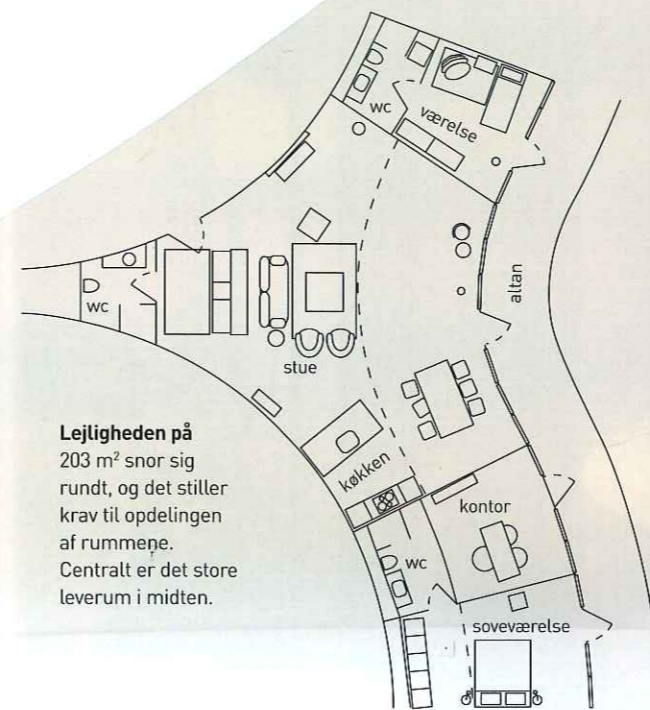 wc
værelse
altan
wc
stue
køkken
kontor
wc
soveværelse
Lejligheden på
203 m² snor sig
rundt, og det stiller
krav til opdelingen
af rummene.
Centralt er det store
leverum i midten.